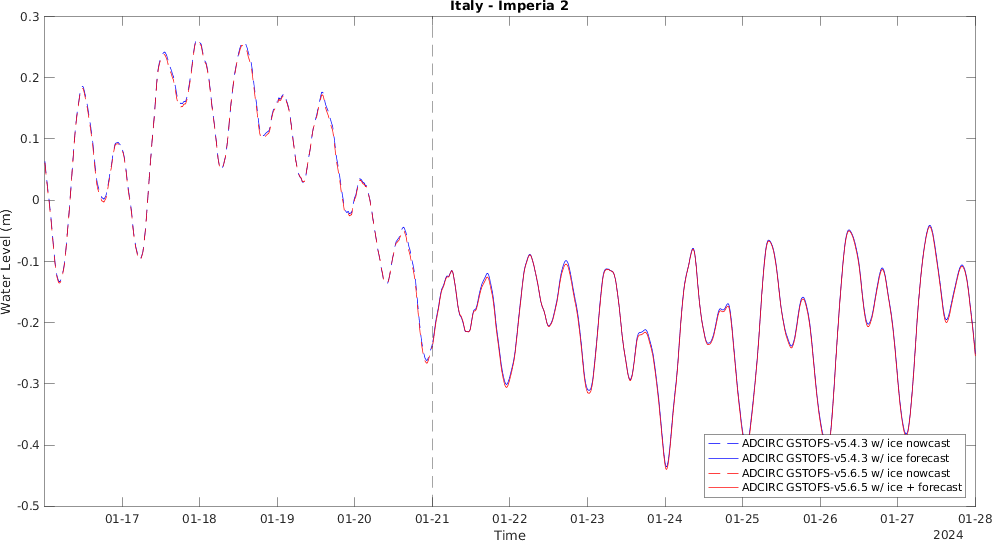 Italy - Imperia 2
0.3
0.2
0.1
0
-0.1
-0.2
-0.3
-0.4
-0.5
Water Level (m)
ADCIRC GSTOFS-v5.4.3 w/ ice nowcast
ADCIRC GSTOFS-v5.4.3 w/ ice forecast
ADCIRC GSTOFS-v5.6.5 w/ ice nowcast
ADCIRC GSTOFS-v5.6.5 w/ ice + forecast
01-17 01-18 01-19 01-20 01-21 01-22 01-23 01-24 01-25 01-26 01-27 01-28
Time
2024